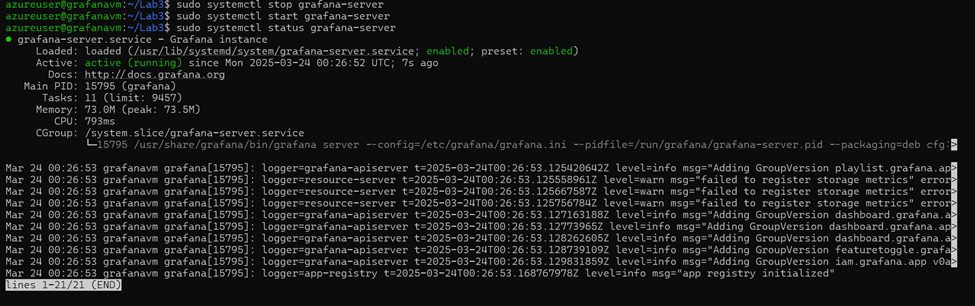 azureuser@grafanavm:~/Lab3$ sudo systemctl stop grafana-server
azureuser@grafanavm:~/Lab3$ sudo systemctl start grafana-server
azureuser@grafanavm:~/Lab3$ sudo systemctl status grafana-server
● grafana-server.service - Grafana instance
Loaded: loaded (/usr/lib/systemd/system/grafana-server.service; enabled; preset: enabled)
Active: active (running) since Mon 2025-03-24 00:26:52 UTC; 7s ago
Docs: http://docs.grafana.org
Main PID: 15795 (grafana)
Tasks: 11 (limit: 9457)
Memory: 73.0M (peak: 73.5M)
CPU: 793ms
CGroup: /system.slice/grafana-server.service
└─15795 /usr/share/grafana/bin/grafana server --config=/etc/grafana/grafana.ini --pidfile=/run/grafana/grafana-server.pid --packaging=deb cfg:>
Mar 24 00:26:53 grafanavm grafana[15795]: logger=grafana-apiserver t=2025-03-24T00:26:53.125420642Z level=info msg="Adding GroupVersion playlist.grafana.ap>
Mar 24 00:26:53 grafanavm grafana[15795]: logger=resource-server t=2025-03-24T00:26:53.125558961Z level=warn msg="failed to register storage metrics" error>
Mar 24 00:26:53 grafanavm grafana[15795]: logger=resource-server t=2025-03-24T00:26:53.125667587Z level=warn msg="failed to register storage metrics" error>
Mar 24 00:26:53 grafanavm grafana[15795]: logger=resource-server t=2025-03-24T00:26:53.125756784Z level=warn msg="failed to register storage metrics" error>
Mar 24 00:26:53 grafanavm grafana[15795]: logger=grafana-apiserver t=2025-03-24T00:26:53.127163188Z level=info msg="Adding GroupVersion dashboard.grafana.a>
Mar 24 00:26:53 grafanavm grafana[15795]: logger=grafana-apiserver t=2025-03-24T00:26:53.12773965Z level=info msg="Adding GroupVersion dashboard.grafana.ap>
Mar 24 00:26:53 grafanavm grafana[15795]: logger=grafana-apiserver t=2025-03-24T00:26:53.128262605Z level=info msg="Adding GroupVersion dashboard.grafana.a>
Mar 24 00:26:53 grafanavm grafana[15795]: logger=grafana-apiserver t=2025-03-24T00:26:53.128739109Z level=info msg="Adding GroupVersion featuretoggle.grafa>
Mar 24 00:26:53 grafanavm grafana[15795]: logger=grafana-apiserver t=2025-03-24T00:26:53.129831859Z level=info msg="Adding GroupVersion iam.grafana.app v0a>
Mar 24 00:26:53 grafanavm grafana[15795]: logger=app-registry t=2025-03-24T00:26:53.168767978Z level=info msg="app registry initialized"
lines 1-21/21 (END)